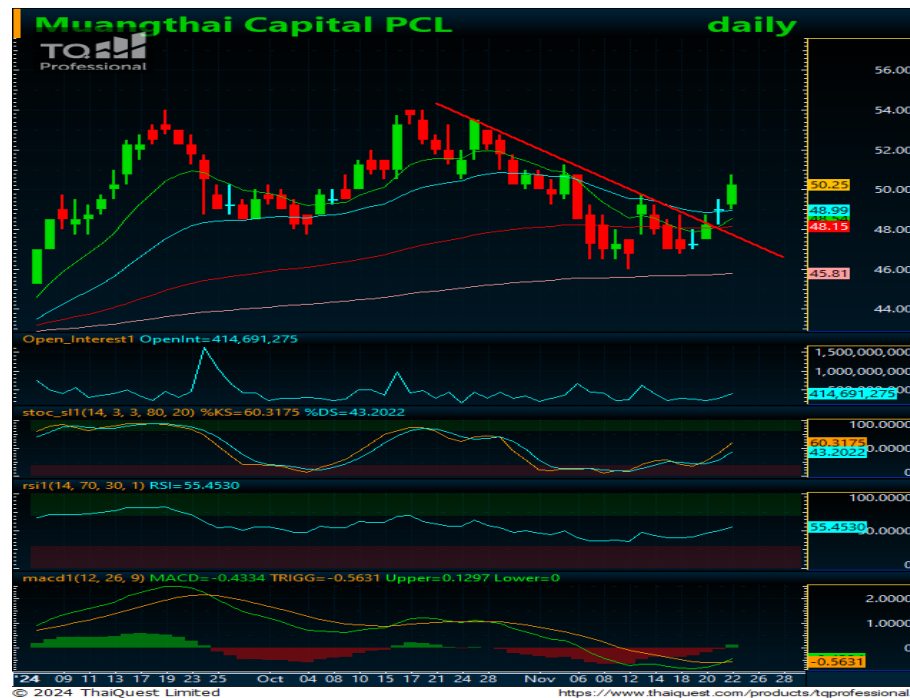 Muangthai Capital PCL daily
TQ
Professional
56.00
54.00
52.00
50.25
50.00
48.99
48.15
48.00
46.00
45.81
44.00
Open_Interest1 OpenInt=414,691,275
1,500,000,000
1,000,000,000
414,691,275
stoc_sl1(14, 3, 3, 80, 20) %KS=60.3175 %DS=43.2022
100.0000
60.3175
43.2022
rsi1(14, 70, 30, 1) RSI=55.4530
100.0000
55.4530
macd1(12, 26, 9) MACD=-0.4334 TRIGG=-0.5631 Upper=0.1297 Lower=0
2.0000
1.0000
-0.5631
'24 09 11 13 17 19 23 25 Oct 04 08 10 15 17 21 24 28 Nov 06 08 12 14 18 20 22 26 28
© 2024 ThaiQuest Limited https://www.thaiquest.com/products/tqprofessional